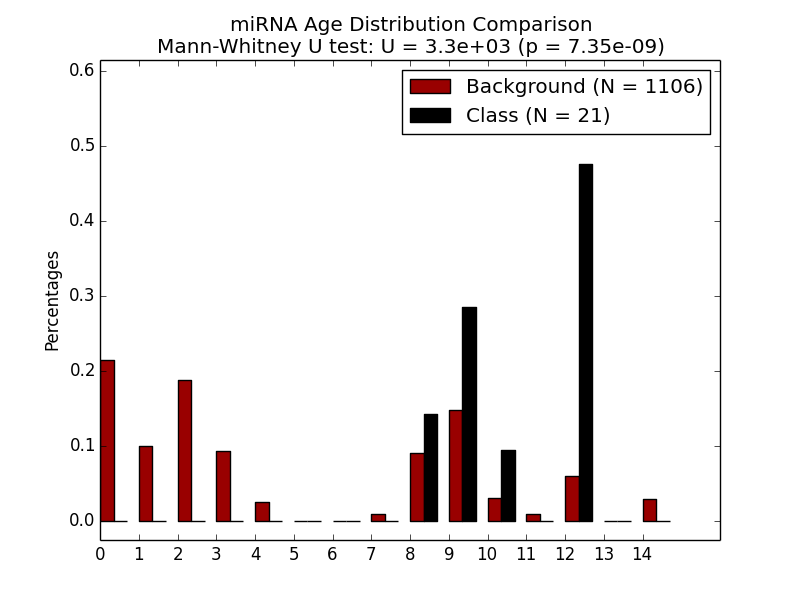 miRNA Age Distribution Comparison
Mann-Whitney U test: U = 3.3e+03 (p = 7.35e-09)
Background (N = 1106)
Class (N = 21)
Percentages
0.6
0.5
0.4
0.3
0.2
0.1
0.0
0 1 2 3 4 5 6 7 8 9 10 11 12 13 14